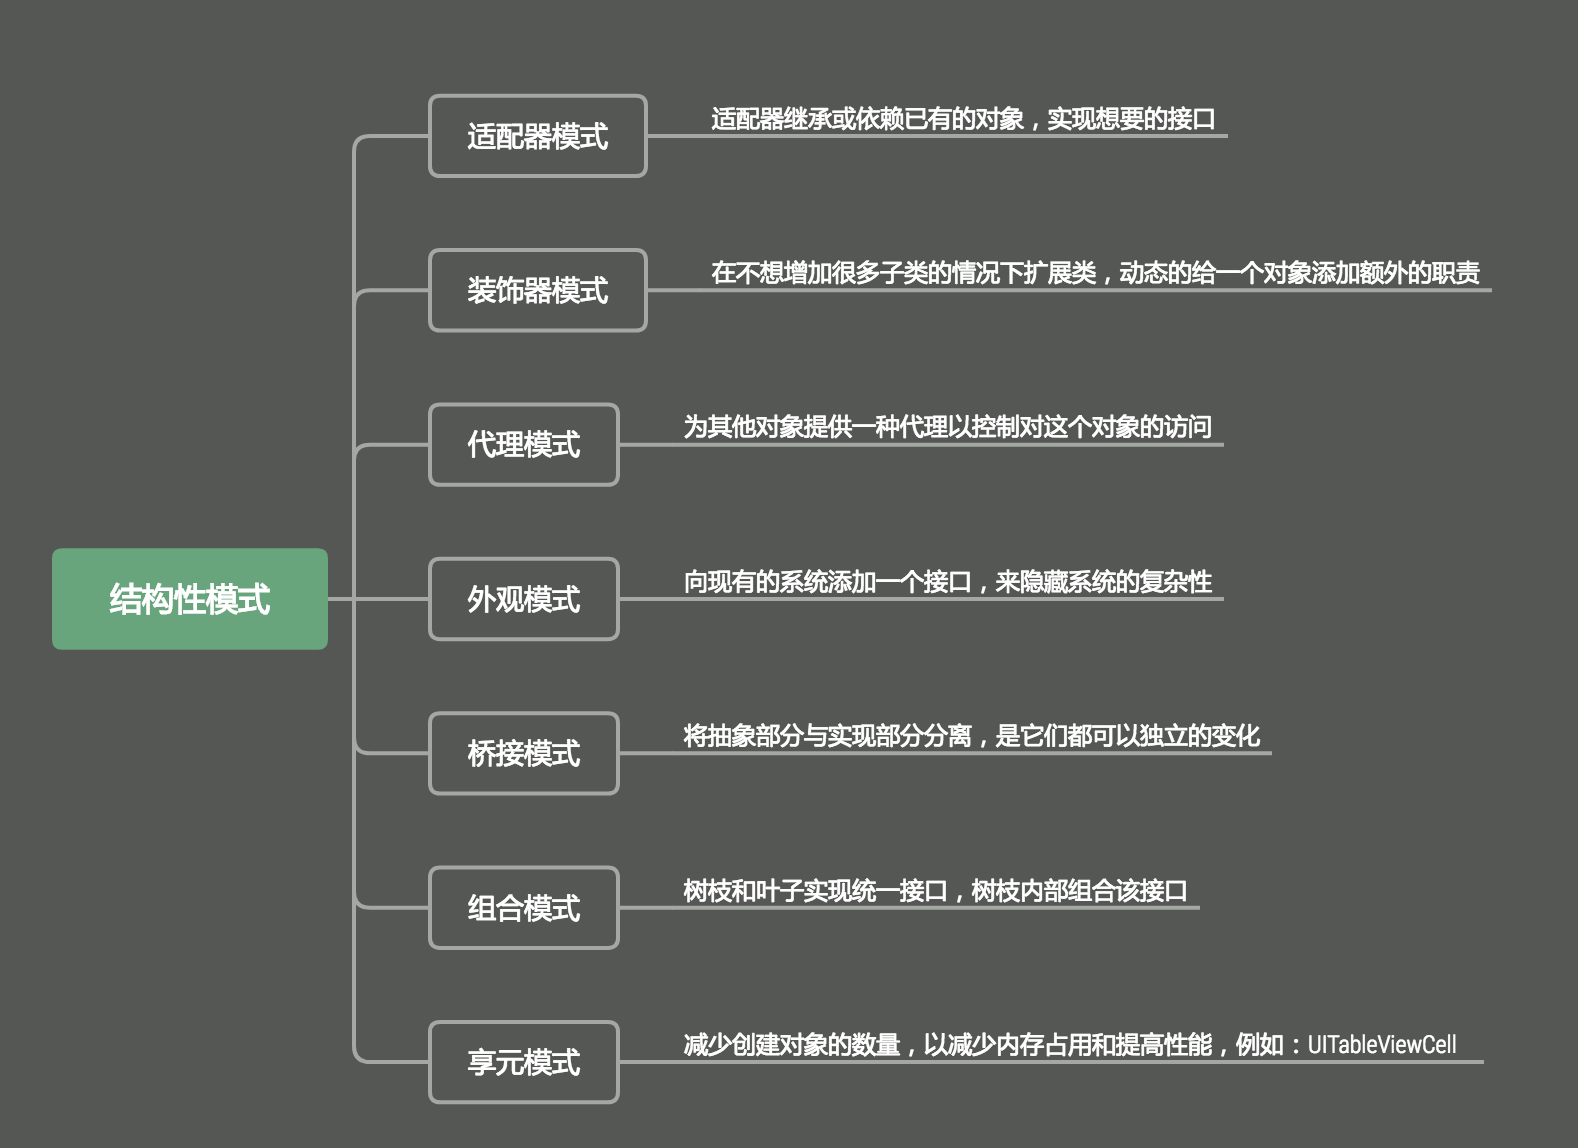 适配器模式
适配器继承或依赖已有的对象，实现想要的接口
装饰器模式
在不想增加很多子类的情况下扩展类，动态的给一个对象添加额外的职责
代理模式
为其他对象提供一种代理以控制对这个对象的访问
结构性模式
外观模式
向现有的系统添加一个接口，来隐藏系统的复杂性
桥接模式
将抽象部分与实现部分分离，是它们都可以独立的变化
组合模式
树枝和叶子实现统一接口，树枝内部组合该接口
享元模式
减少创建对象的数量，以减少内存占用和提高性能，例如：UITableViewCell